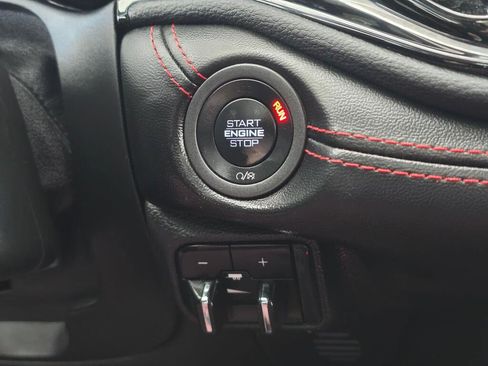 RUN
START
ENGINE
STOP
−
+